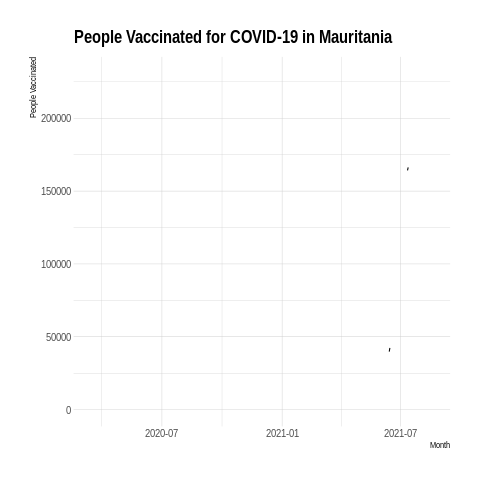 People Vaccinated for COVID-19 in Mauritania
People Vaccinated
200000
150000
100000
50000
0
2020-07 2021-01 2021-07
Month